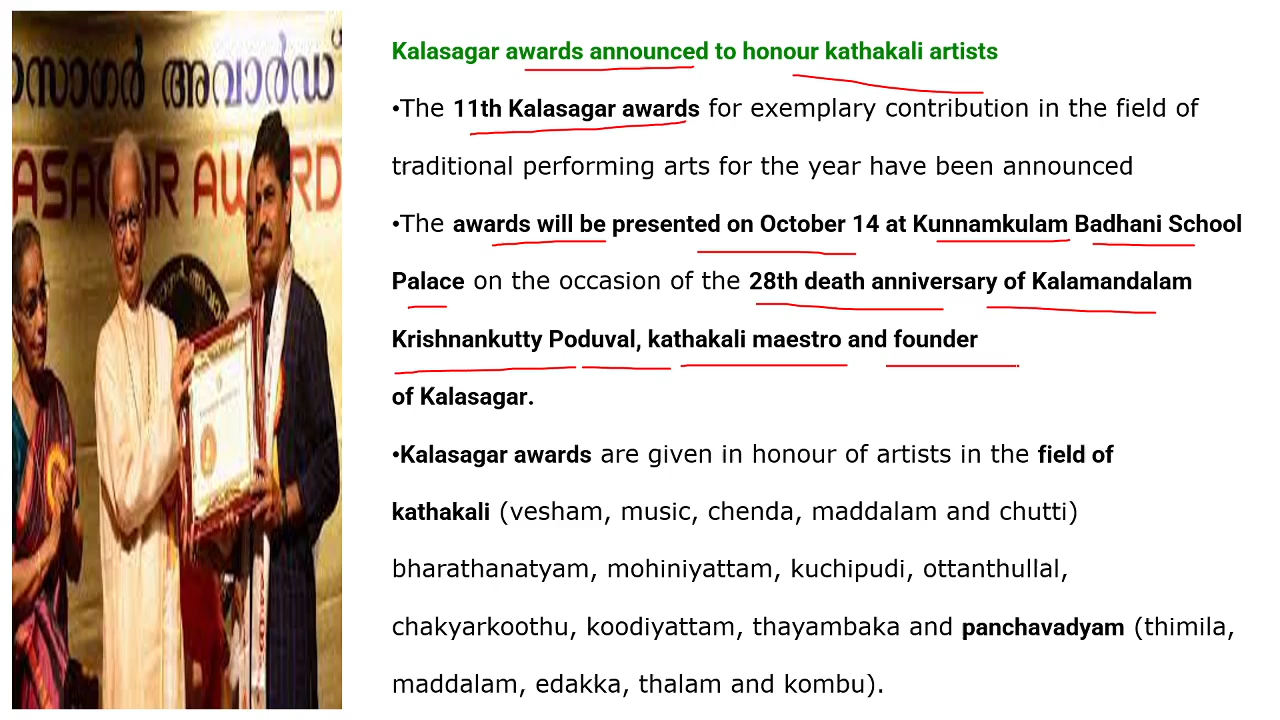 ാസാഗർ അവാർഡ്
ASAGAR AWARD
Kalasagar awards announced to honour kathakali artists
•The 11th Kalasagar awards for exemplary contribution in the field of
traditional performing arts for the year have been announced
•The awards will be presented on October 14 at Kunnamkulam Badhani School
Palace on the occasion of the 28th death anniversary of Kalamandalam
Krishnankutty Poduval, kathakali maestro and founder
of Kalasagar.
•Kalasagar awards are given in honour of artists in the field of
kathakali (vesham, music, chenda, maddalam and chutti)
bharathanatyam, mohiniyattam, kuchipudi, ottanthullal,
chakyarkoothu, koodiyattam, thayambaka and panchavadyam (thimila,
maddalam, edakka, thalam and kombu).